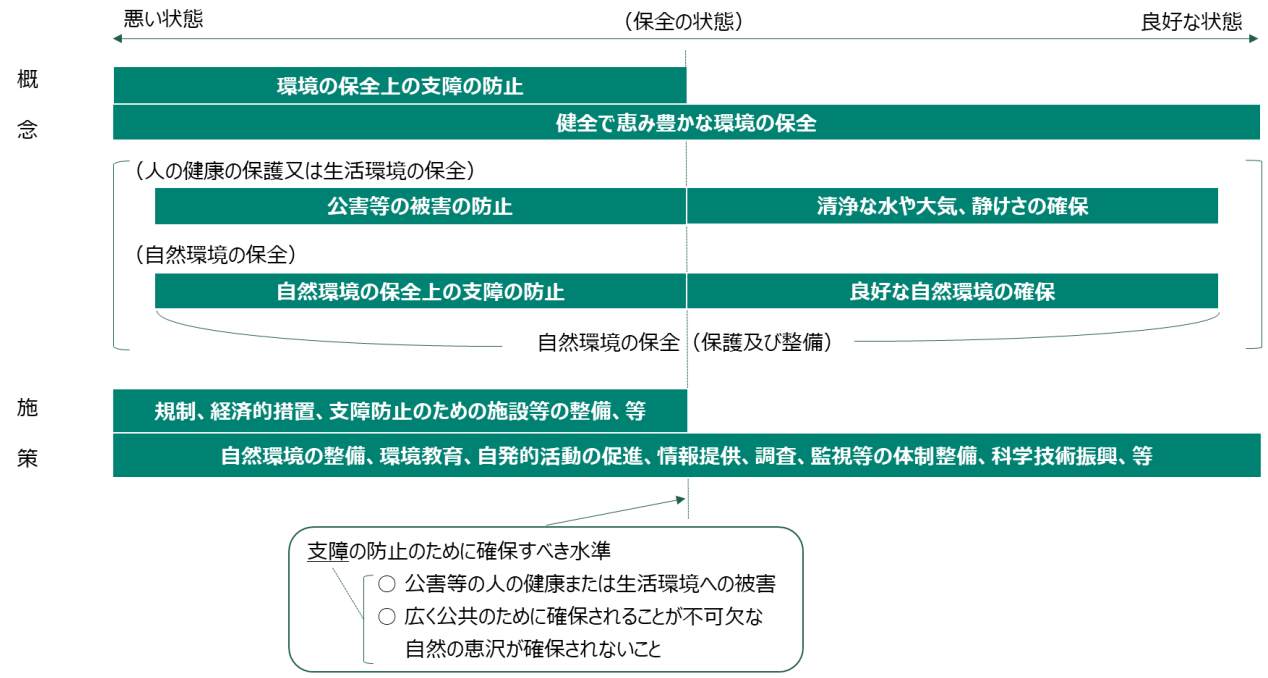 悪い状態
（保全の状態）
良好な状態
概
念
環境の保全上の支障の防止
健全で恵み豊かな環境の保全
（人の健康の保護又は生活環境の保全）
公害等の被害の防止
清浄な水や大気、静けさの確保
（自然環境の保全）
自然環境の保全上の支障の防止
良好な自然環境の確保
自然環境の保全（保護及び整備）
施
策
規制、経済的措置、支障防止のための施設等の整備、等
自然環境の整備、環境教育、自発的活動の促進、情報提供、調査、監視等の体制整備、科学技術振興、等
支障の防止のために確保すべき水準
○ 公害等の人の健康または生活環境への被害
○ 広く公共のために確保されることが不可欠な
自然の恵沢が確保されないこと